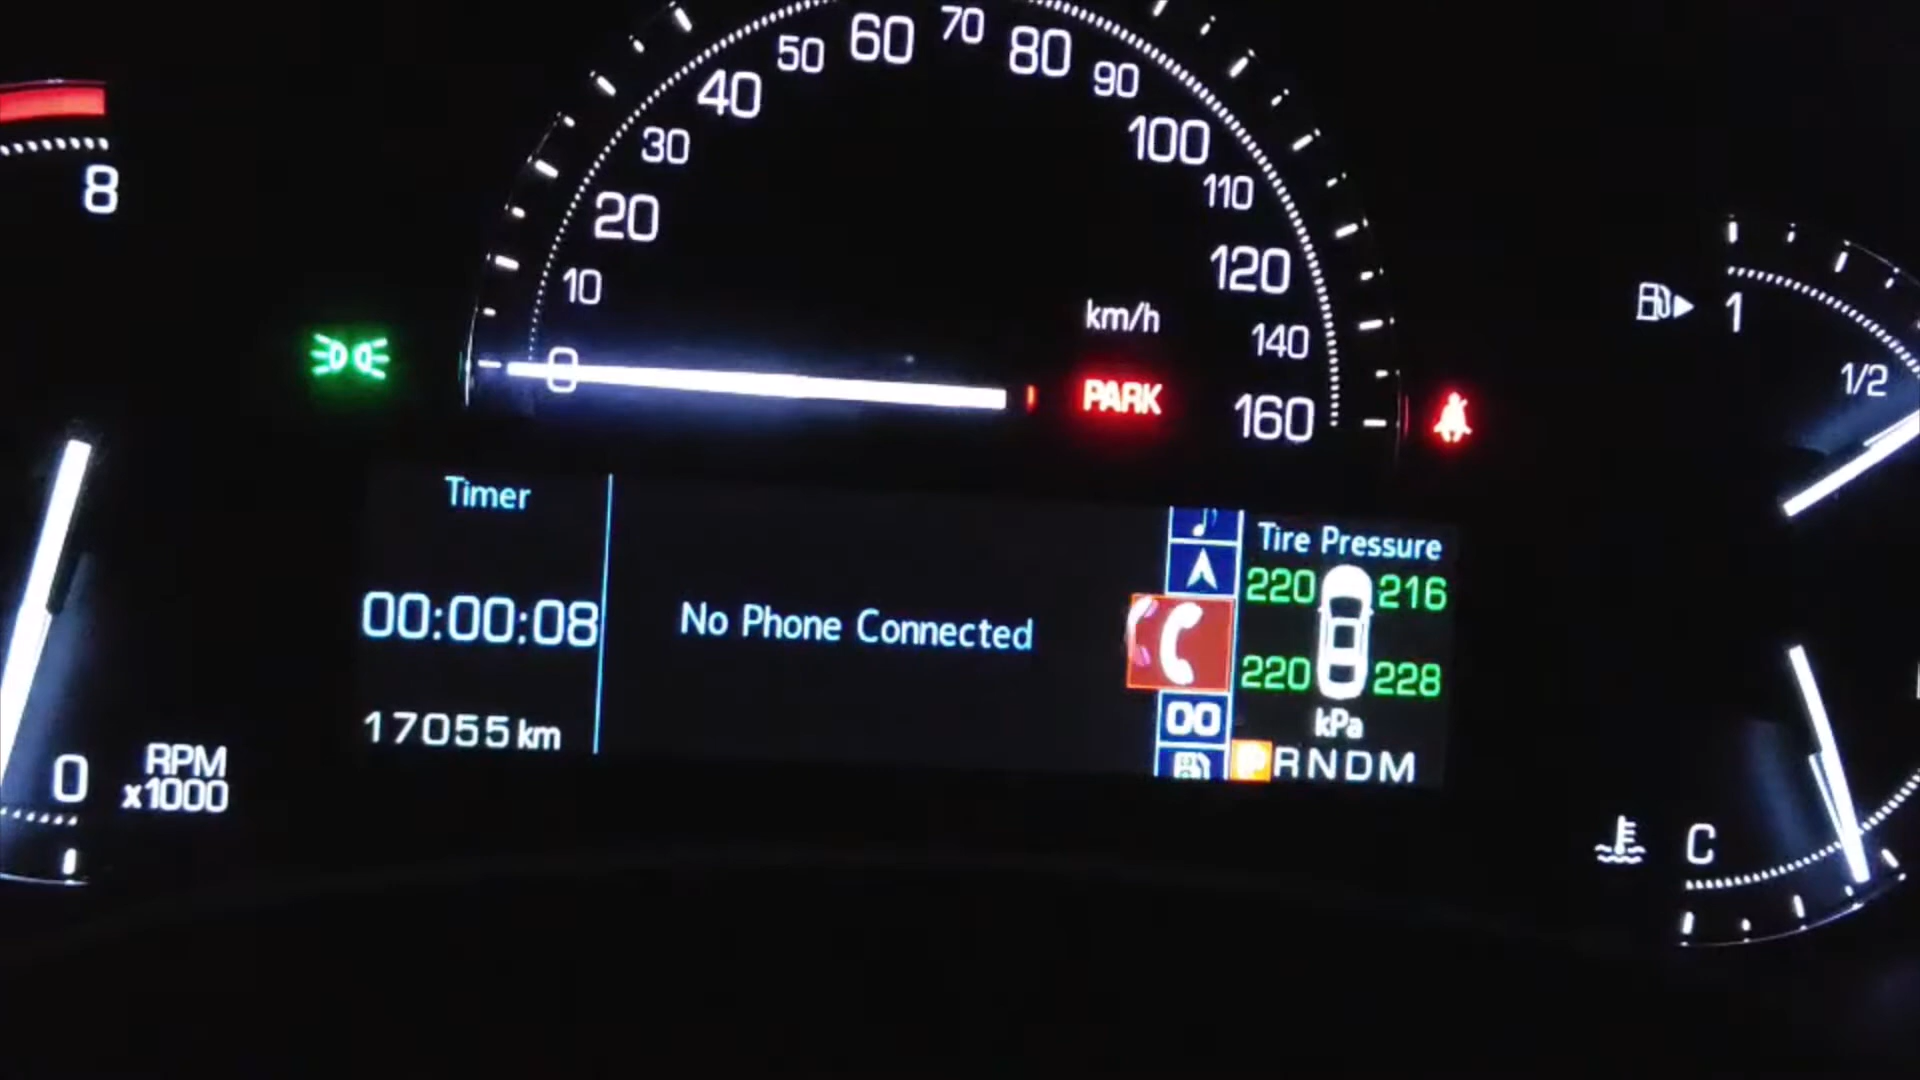 8
0
RPM
x1000
0
10
20
30
40
50
60
70
80
90
100
110
120
140
160
km/h
PARK
Timer
00:00:08
17055 km
No Phone Connected
00
Tire Pressure
220 216
220 228
kPa
PRNDM
1
1/2
C